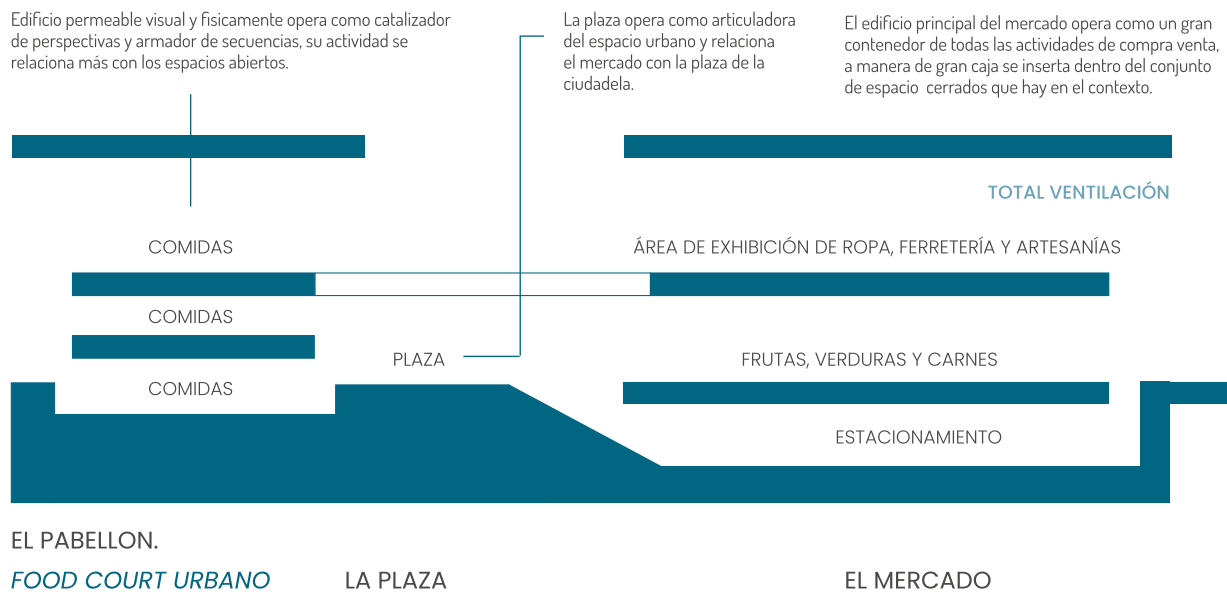 Edificio permeable visual y fisicamente opera como catalizador
de perspectivas y armador de secuencias, su actividad se
relaciona más con los espacios abiertos.
La plaza opera como articuladora
del espacio urbano y relaciona
el mercado con la plaza de la
ciudadela.
El edificio principal del mercado opera como un gran
contenedor de todas las actividades de compra venta,
a manera de gran caja se inserta dentro del conjunto
de espacio cerrados que hay en el contexto.
TOTAL VENTILACIÓN
COMIDAS
ÁREA DE EXHIBICIÓN DE ROPA, FERRETERÍA Y ARTESANÍAS
COMIDAS
PLAZA
FRUTAS, VERDURAS Y CARNES
COMIDAS
ESTACIONAMIENTO
EL PABELLON.
FOOD COURT URBANO
LA PLAZA
EL MERCADO